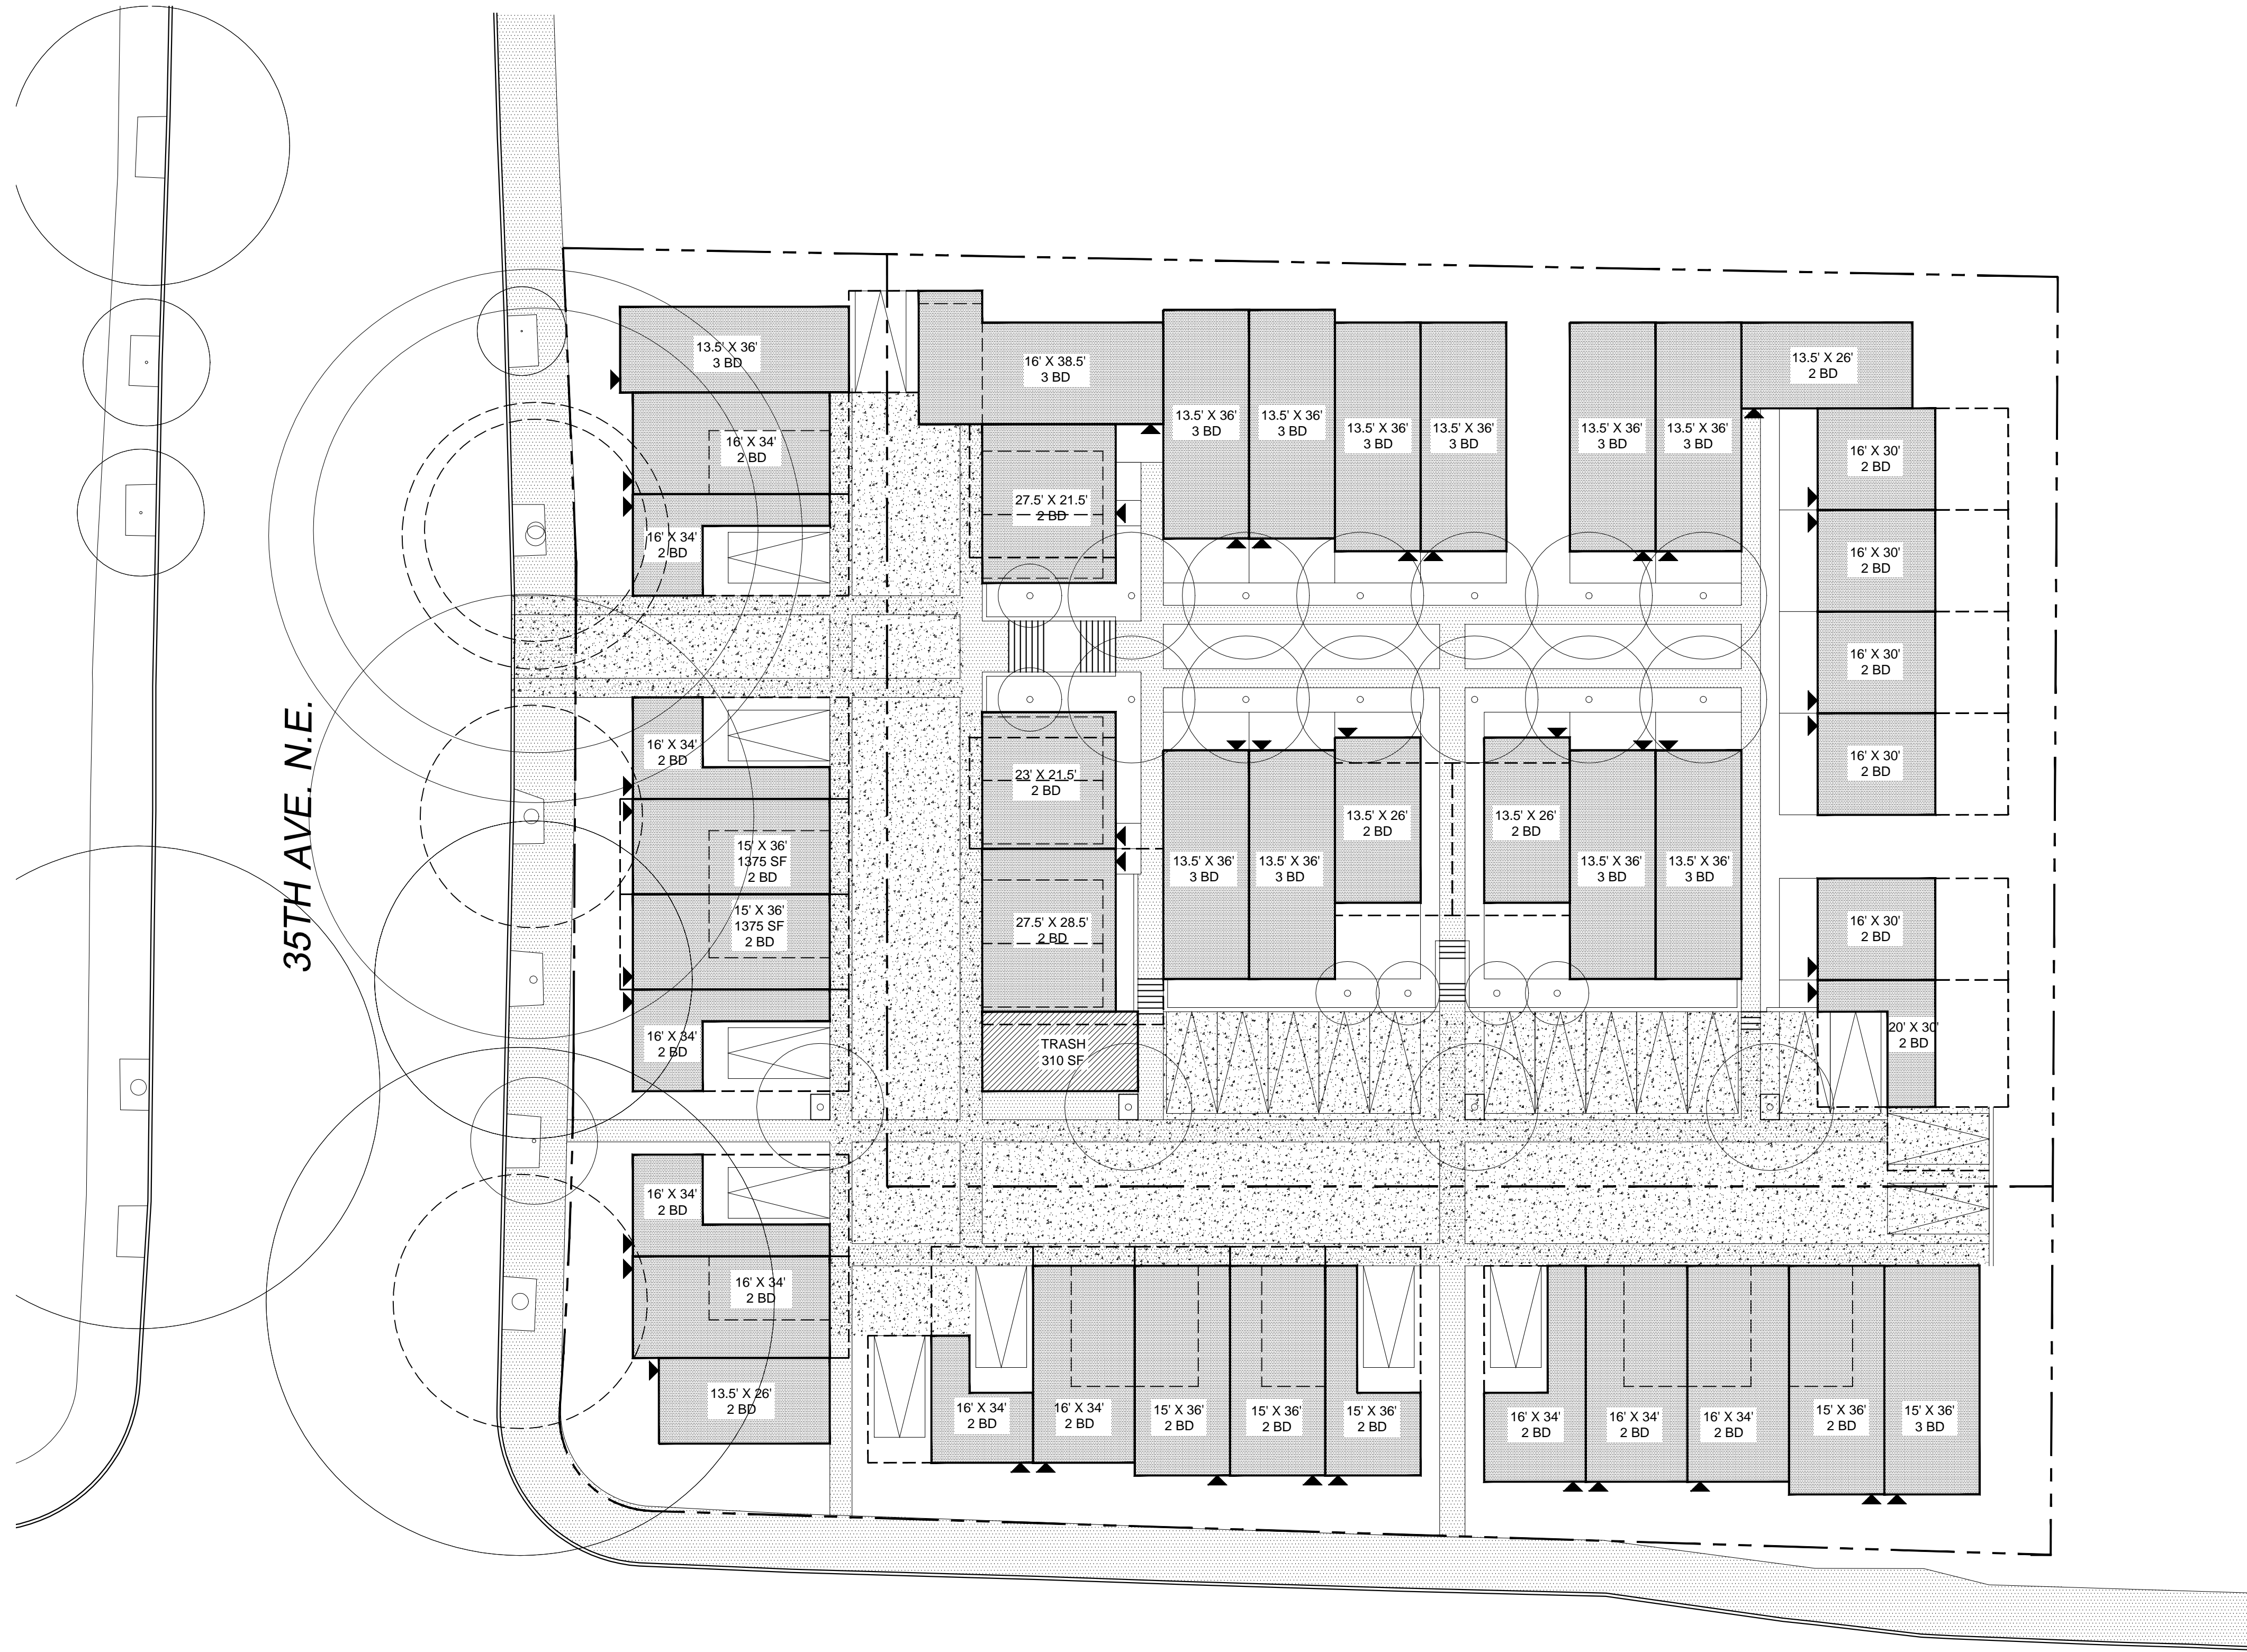 35TH AVE. N.E.
13.5' X 36'
3 BD
16' X 34'
2 BD
16' X 34'
2 BD
16' X 34'
2 BD
15' X 36'
1375 SF
2 BD
15' X 36'
1375 SF
2 BD
16' X 34'
2 BD
16' X 34'
2 BD
16' X 34'
2 BD
13.5' X 26'
2 BD
16' X 38.5'
3 BD
27.5' X 21.5'
2 BD
23' X 21.5'
2 BD
27.5' X 28.5'
2 BD
TRASH
310 SF
13.5' X 36'
3 BD
13.5' X 36'
3 BD
13.5' X 36'
3 BD
13.5' X 36'
3 BD
13.5' X 36'
3 BD
13.5' X 36'
3 BD
13.5' X 26'
2 BD
16' X 30'
2 BD
16' X 30'
2 BD
16' X 30'
2 BD
16' X 30'
2 BD
13.5' X 36'
3 BD
13.5' X 36'
3 BD
13.5' X 26'
2 BD
13.5' X 26'
2 BD
13.5' X 36'
3 BD
13.5' X 36'
3 BD
16' X 30'
2 BD
20' X 30'
2 BD
16' X 34'
2 BD
16' X 34'
2 BD
15' X 36'
2 BD
15' X 36'
2 BD
15' X 36'
2 BD
16' X 34'
2 BD
16' X 34'
2 BD
16' X 34'
2 BD
15' X 36'
2 BD
15' X 36'
3 BD